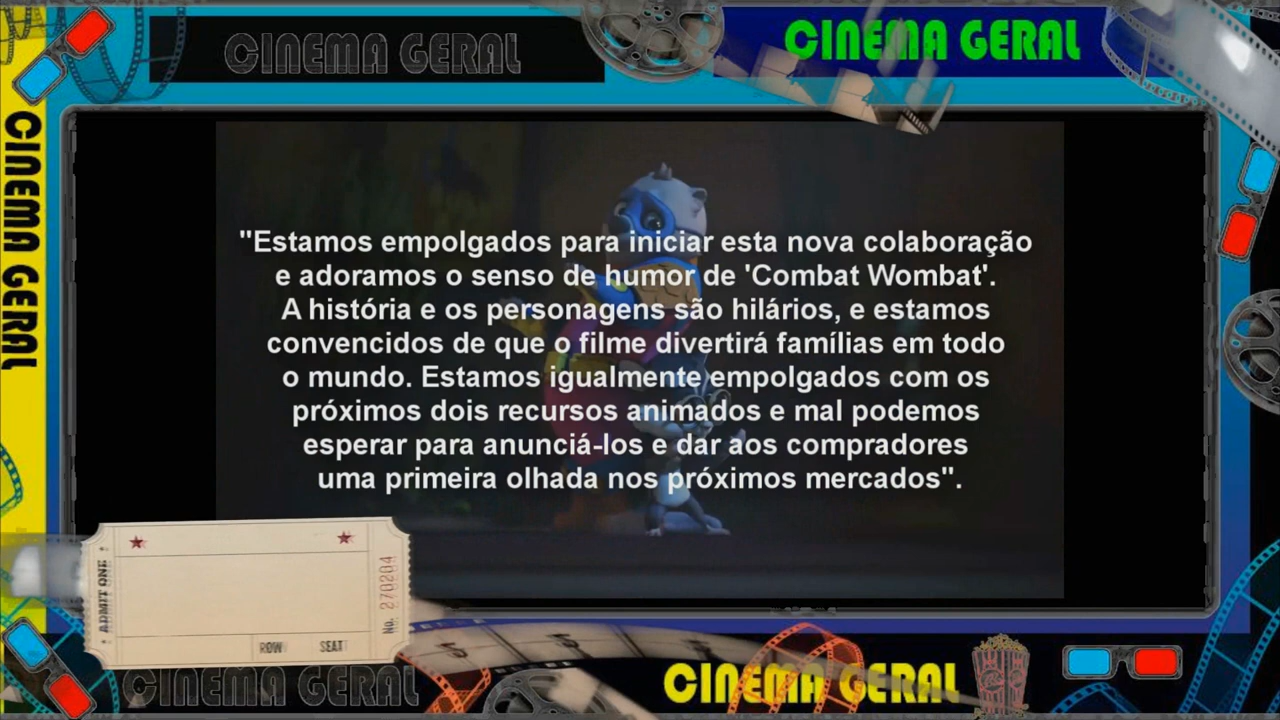 CINEMA GERAL
CINEMA GERAL
CINEMA GERAL
"Estamos empolgados para iniciar esta nova colaboração
e adoramos o senso de humor de 'Combat Wombat'.
A história e os personagens são hilários, e estamos
convencidos de que o filme divertirá famílias em todo
o mundo. Estamos igualmente empolgados com os
próximos dois recursos animados e mal podemos
esperar para anunciá-los e dar aos compradores
uma primeira olhada nos próximos mercados".
ADMIT ONE
No. 270204
ROW SEAT
CINEMA GERAL
CINEMA GERAL